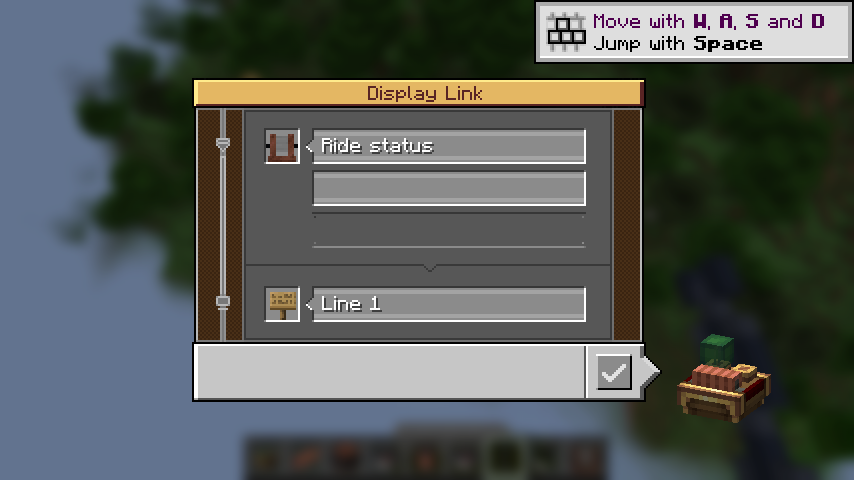 Move with W, A, S and D
Jump with Space
Display Link
Ride status
Line 1